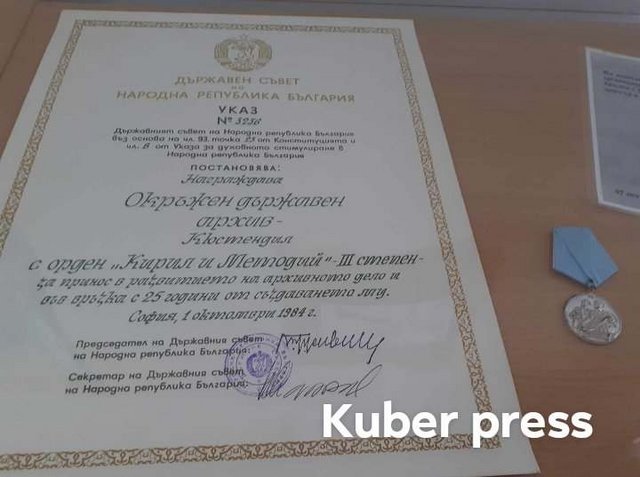 ДЪРЖАВЕН СЪВЕТ
НА
НАРОДНА РЕПУБЛИКА БЪЛГАРИЯ
УКАЗ
№ 3256
Държавният съвет на Народна република България
въз основа на чл. 93, точка 23 от Конституцията и
чл. 8 от Указа за духовното стимулиране в
Народна република България
ПОСТАНОВЯВА:
Награждава
Окръжен държавен
архив -
Кюстендил
с орден „Кирил и Методий" - III степен -
за принос в развитието на архивното дело и
във връзка с 25 години от създаването му.
София, 1 октомври 1984 г.
Председател на Държавния съвет
на Народна република България:
Секретар на Държавния съвет
на Народна република България:
Kuber press